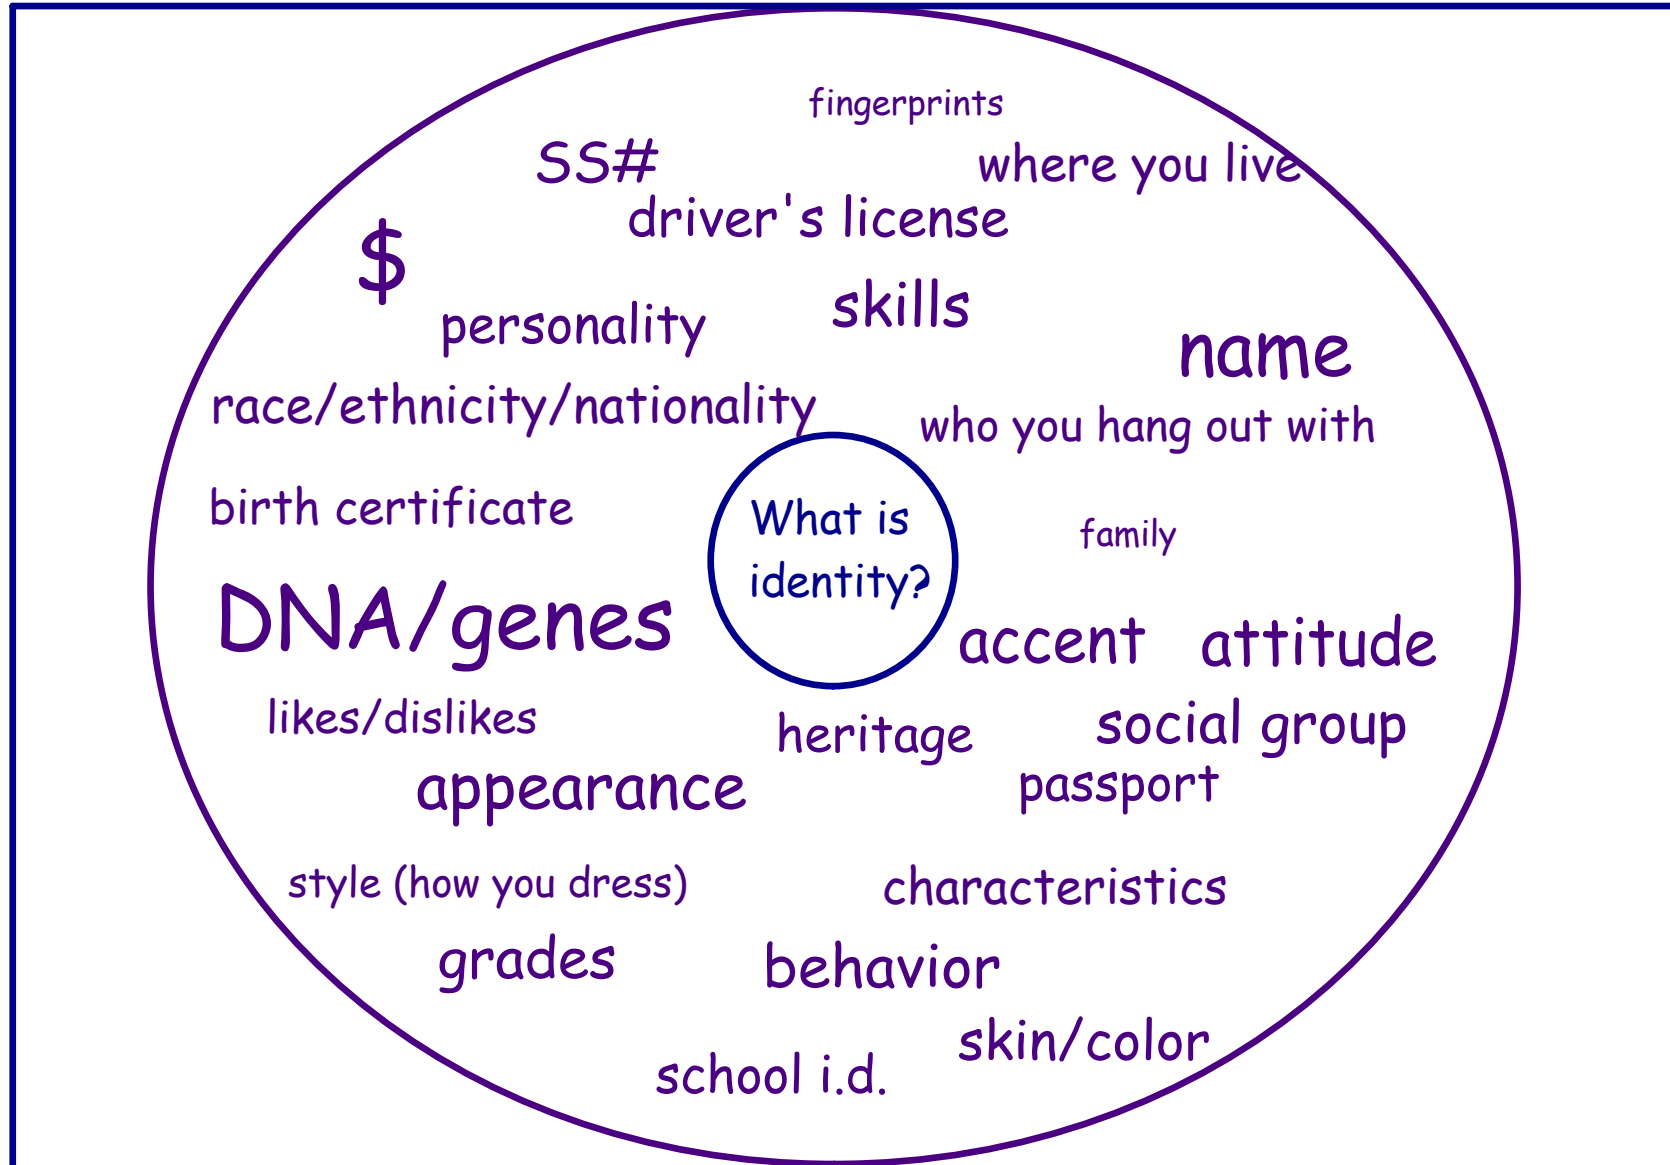 fingerprints
SS#
where you live
driver's license
$
skills
personality
name
race/ethnicity/nationality
who you hang out with
birth certificate
What is
identity?
family
DNA/genes
accent
attitude
likes/dislikes
heritage
social group
appearance
passport
style (how you dress)
characteristics
grades
behavior
skin/color
school i.d.